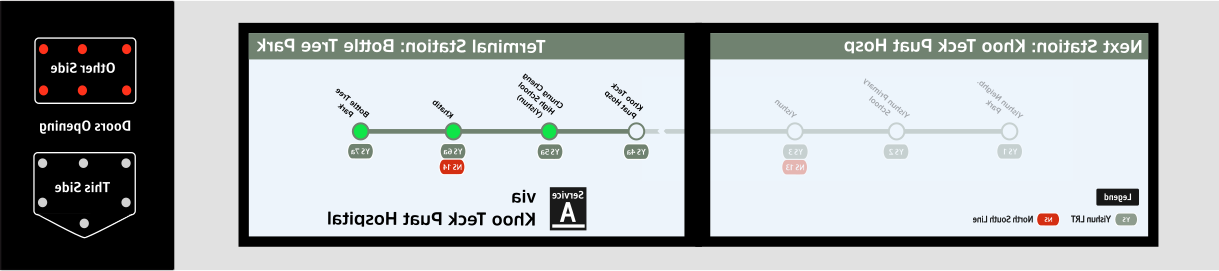 Next Station: Khoo Teck Puat Hosp
Yishun Neighb
Park
Yishun Primary
School
Yishun
YS 1
YS 2
YS 3
NS 13
Legend
YS Yishun LRT NS North South Line
Terminal Station: Bottle Tree Park
Khoo Teck
Puat Hosp
Chung Cheng
High School
(Yishun)
Khatib
Bottle Tree
Park
YS 4a
YS 5a
YS 6a
YS 7a
NS 14
Service
A
via
Khoo Teck Puat Hospital
Other Side
Doors Opening
This Side